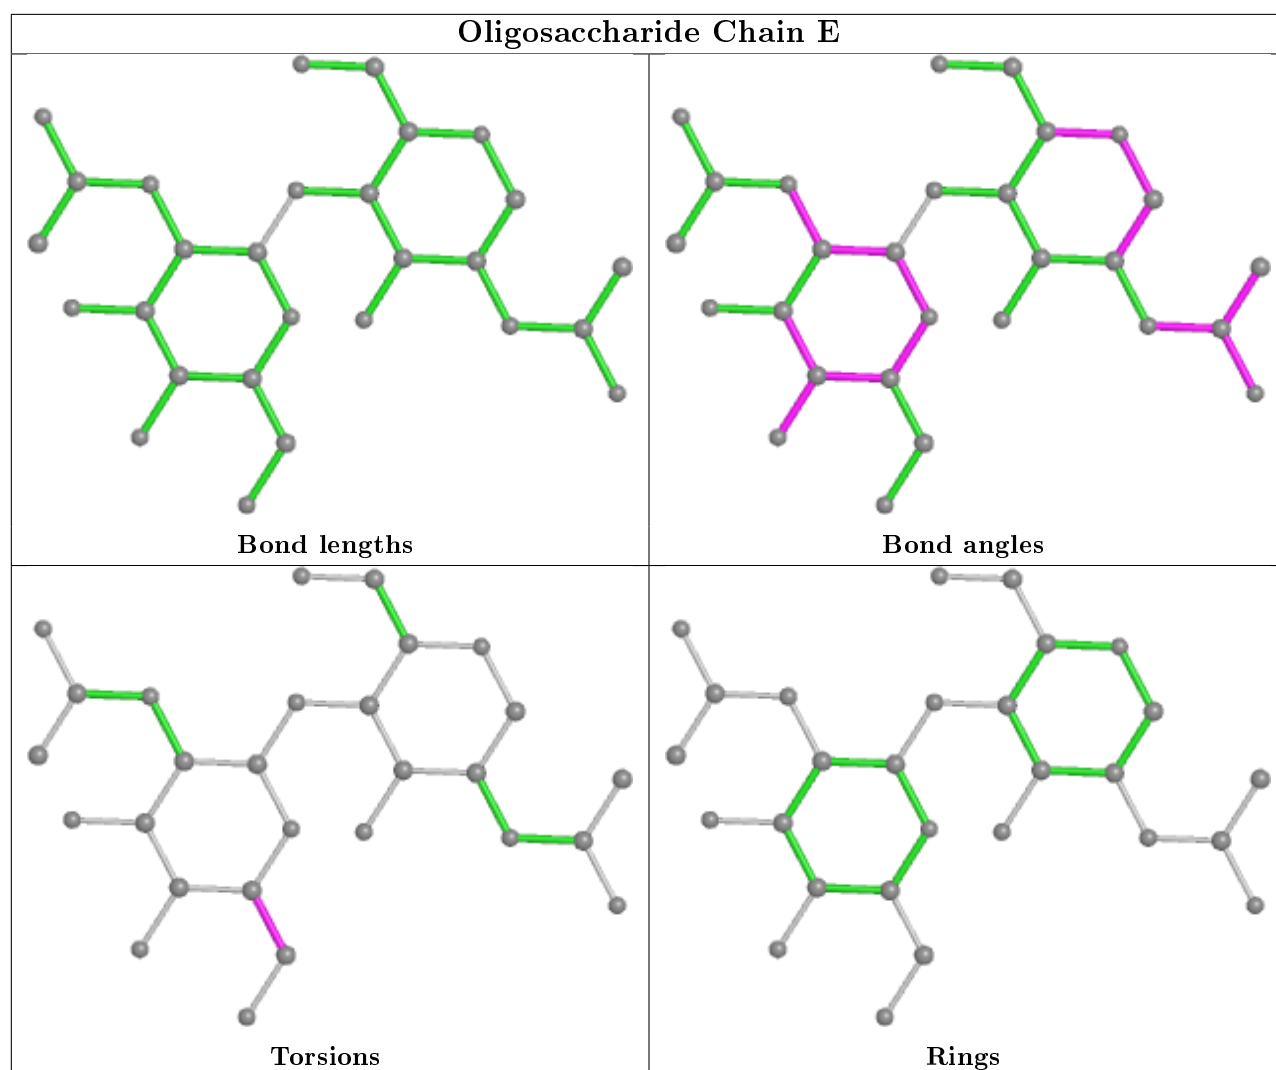 Oligosaccharide Chain E
Bond lengths
Bond angles
Torsions
Rings